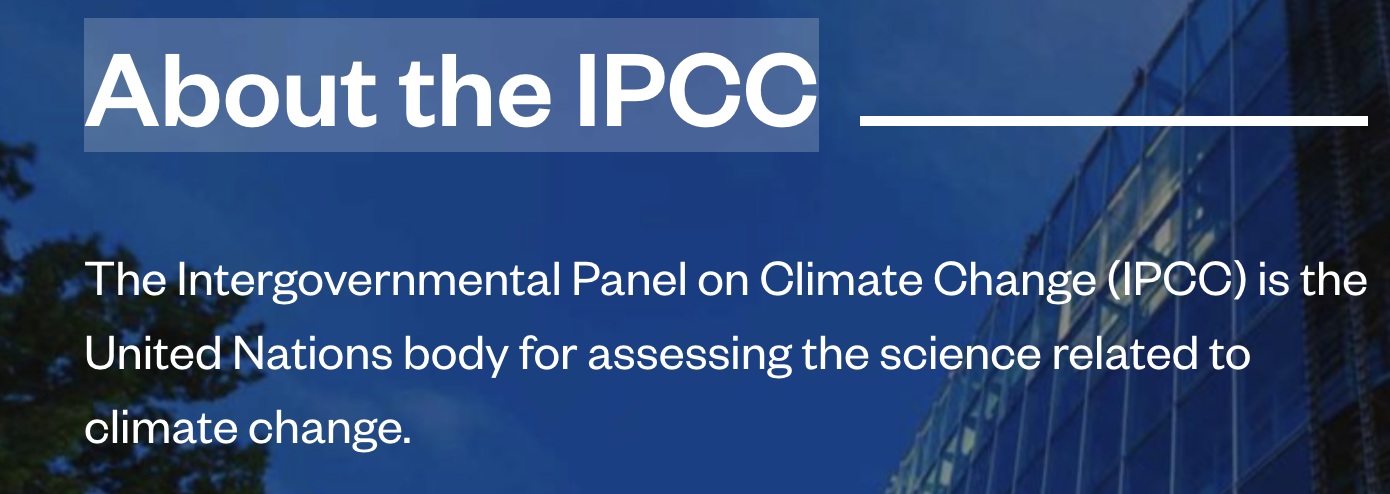 About the IPCC
The Intergovernmental Panel on Climate Change (IPCC) is the
United Nations body for assessing the science related to
climate change.